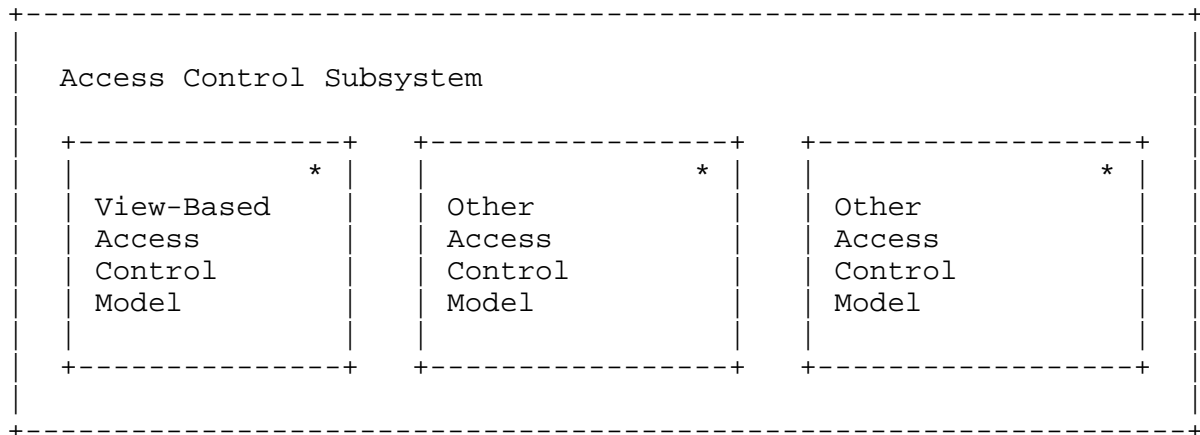 Access Control Subsystem
* * *
View-Based Other Other
Access Access Access
Control Control Control
Model Model Model